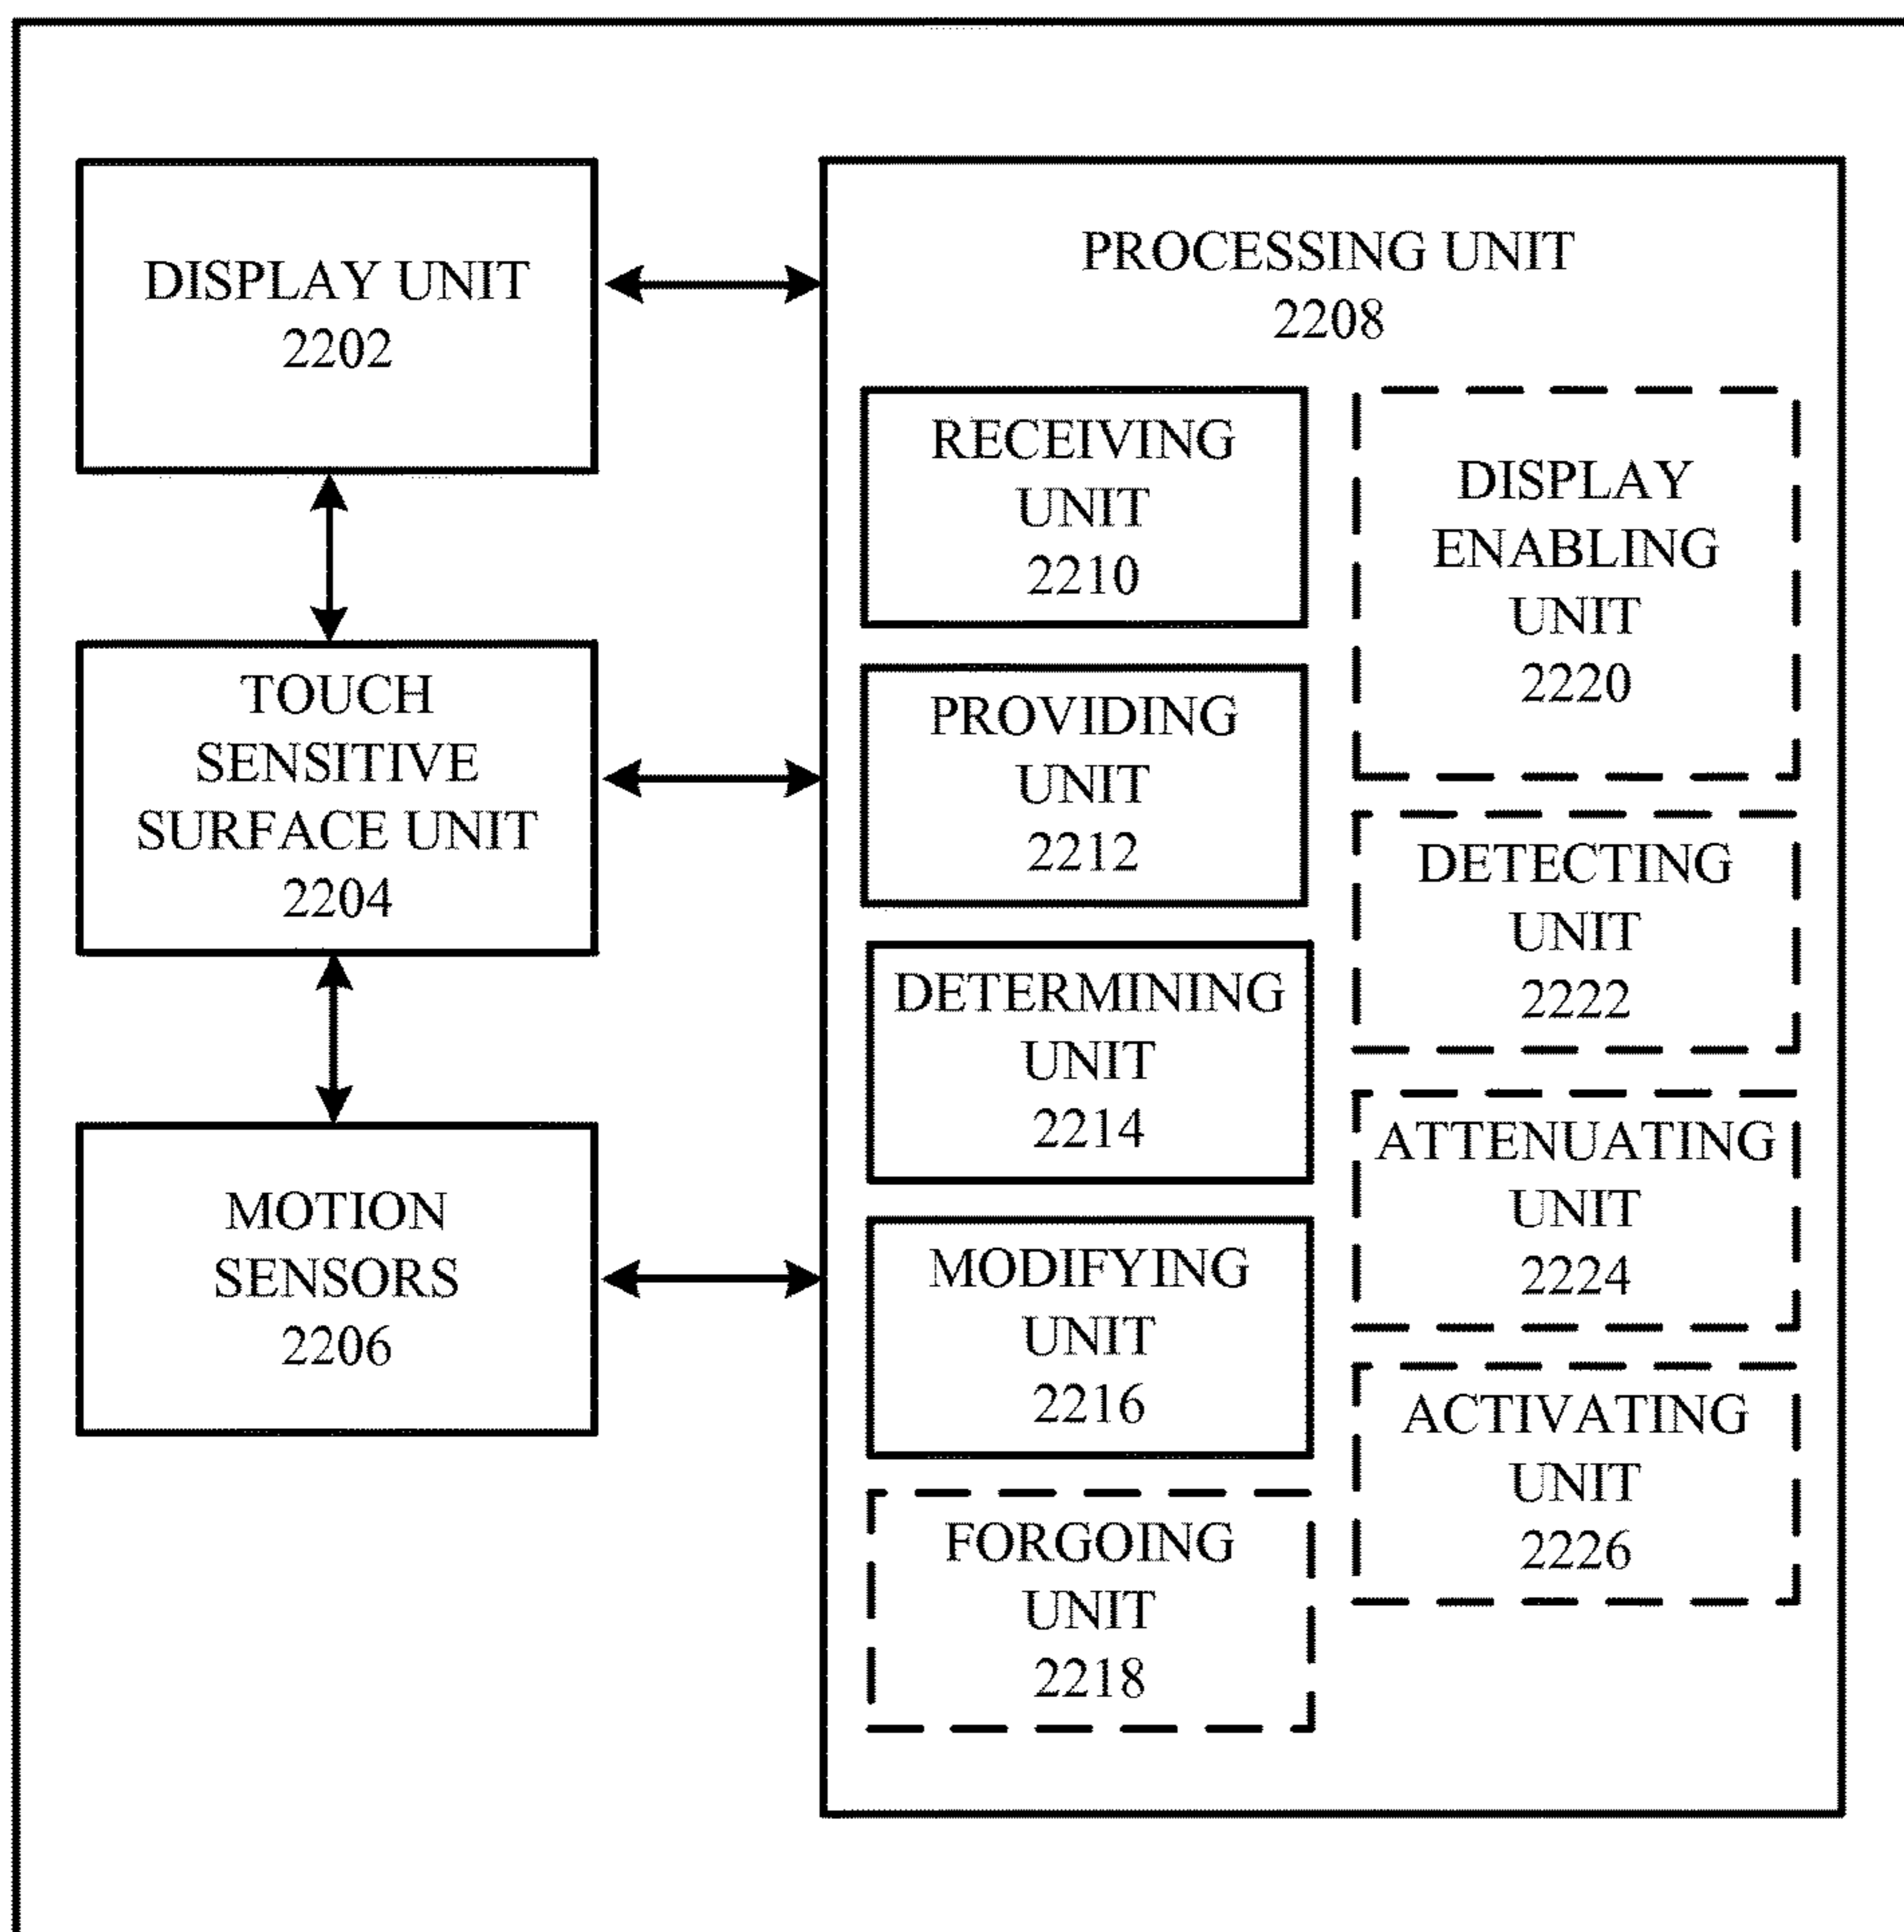 DISPLAY UNIT
2202
TOUCH
SENSITIVE
SURFACE UNIT
2204
MOTION
SENSORS
2206
PROCESSING UNIT
2208
RECEIVING
UNIT
2210
PROVIDING
UNIT
2212
DETERMINING
UNIT
2214
MODIFYING
UNIT
2216
FORGOING
UNIT
2218
DISPLAY
ENABLING
UNIT
2220
DETECTING
UNIT
2222
ATTENUATING
UNIT
2224
ACTIVATING
UNIT
2226